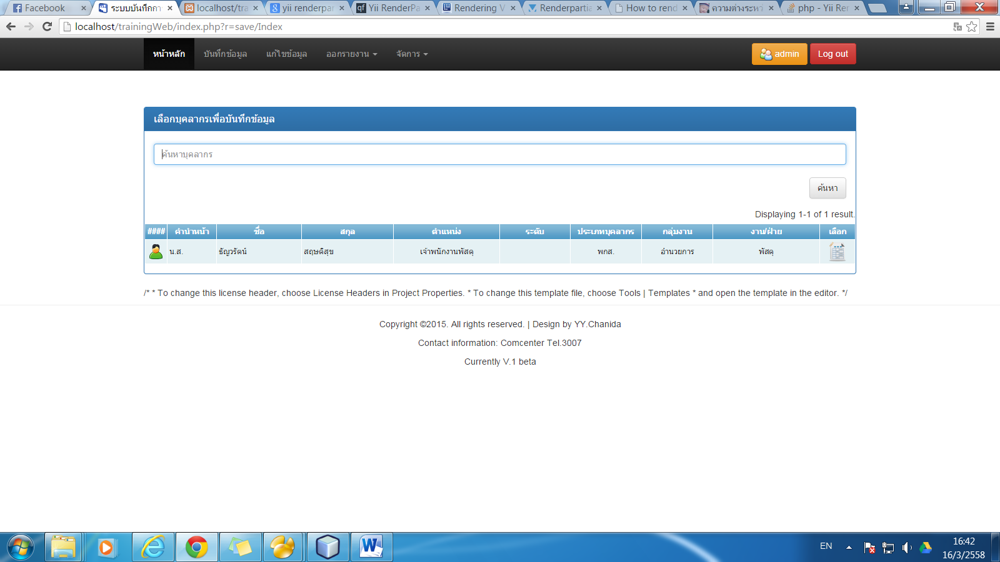 Facebook
ระบบบันทึกกา
localhost/tra
yii renderpar
Yii RenderPa
Rendering V
Renderpartia
How to rend
ความต่างระหว
php - Yii Rer
localhost/trainingWeb/index.php?r=save/Index
หน้าหลัก
บันทึกข้อมูล
แก้ไขข้อมูล
ออกรายงาน
จัดการ
admin
Log out
เลือกบุคลากรเพื่อบันทึกข้อมูล
ค้นหาบุคลากร
ค้นหา
Displaying 1-1 of 1 result.
#### คำนำหน้า ชื่อ สกุล ตำแหน่ง ระดับ ประเภทบุคลากร กลุ่มงาน งาน/ฝ่าย เลือก
น.ส. ธัญวรัตน์ สฤษดิสุข เจ้าพนักงานพัสดุ พกส. อำนวยการ พัสดุ
/* * To change this license header, choose License Headers in Project Properties. * To change this template file, choose Tools | Templates * and open the template in the editor. */
Copyright ©2015. All rights reserved. | Design by YY.Chanida
Contact information: Comcenter Tel.3007
Currently V.1 beta
EN
16:42
16/3/2558